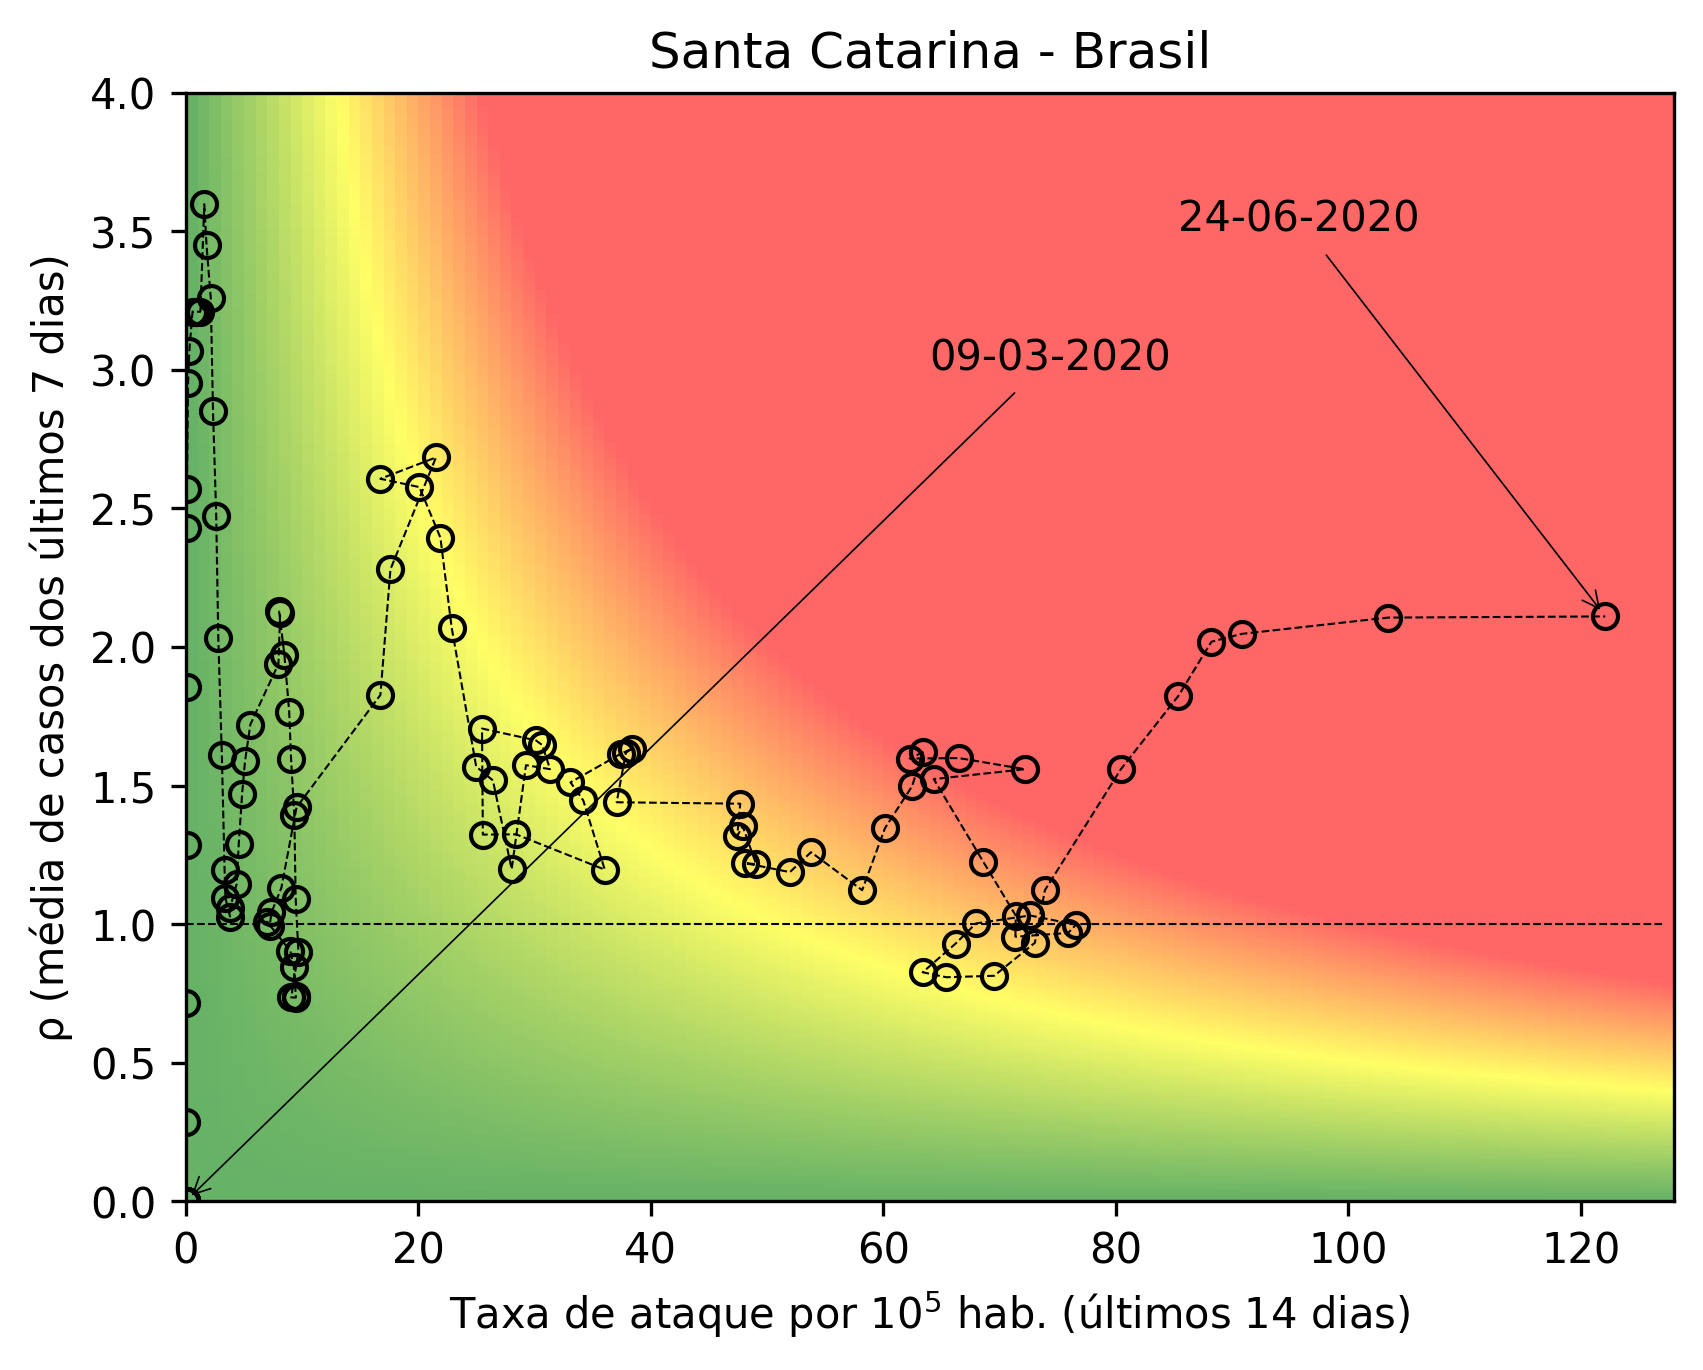 Santa Catarina - Brasil
4.0
3.5
3.0
2.5
2.0
1.5
1.0
0.5
0.0
ρ (média de casos dos últimos 7 dias)
24-06-2020
09-03-2020
0 20 40 60 80 100 120
Taxa de ataque por 10⁵ hab. (últimos 14 dias)